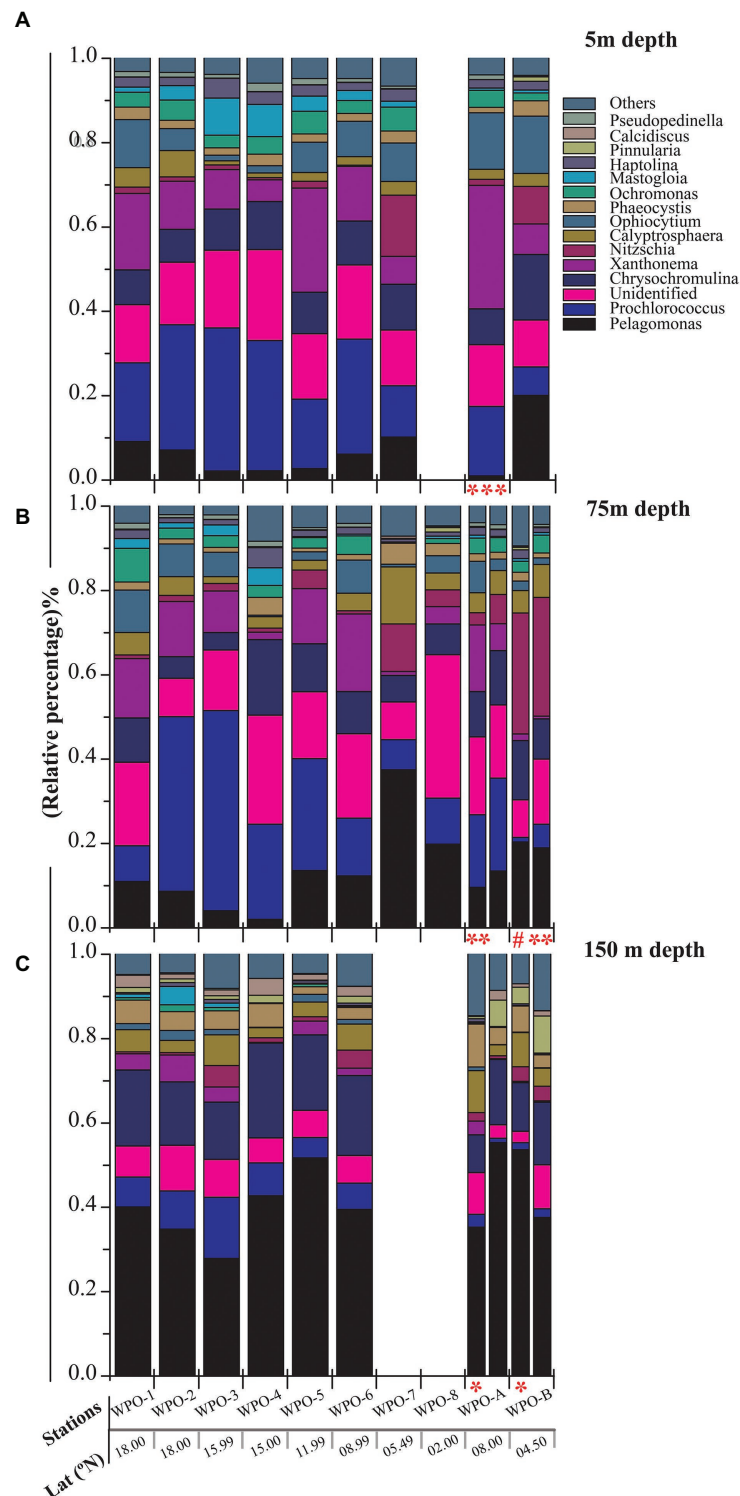 A
5m depth
1.0
0.8
0.6
0.4
0.2
0.0
***
Others
Pseudopedinella
Calcidiscus
Pinnularia
Haptolina
Mastogloia
Ochromonas
Phaeocystis
Ophiocytium
Calyptrosphaera
Nitzschia
Xanthonema
Chrysochromulina
Unidentified
Prochlorococcus
Pelagomonas
B
75m depth
(Relative percentage)%
1.0
0.8
0.6
0.4
0.2
0.0
** # **
C
150 m depth
1.0
0.8
0.6
0.4
0.2
0.0
* *
Stations WPO-1 WPO-2 WPO-3 WPO-4 WPO-5 WPO-6 WPO-7 WPO-8 WPO-A WPO-B
Lat (ºN) 18.00 18.00 15.99 15.00 11.99 08.99 05.49 02.00 08.00 04.50